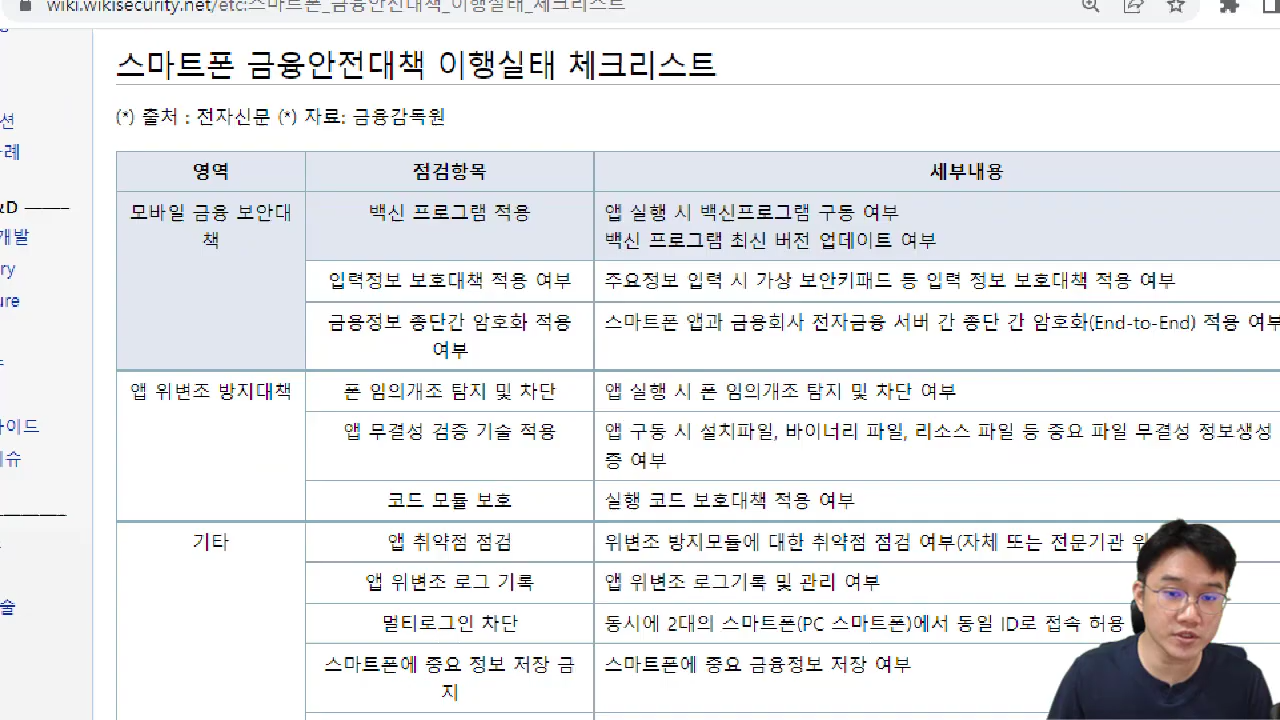 wiki.wikisecurity.net/etc:스마트폰_금융안전대책_이행실태_체크리스트
스마트폰 금융안전대책 이행실태 체크리스트
(*) 출처 : 전자신문 (*) 자료: 금융감독원
션
례
&D ———
개발
ry
ure
이드
슈
술
영역 점검항목 세부내용
모바일 금융 보안대
책
백신 프로그램 적용
앱 실행 시 백신프로그램 구동 여부
백신 프로그램 최신 버전 업데이트 여부
입력정보 보호대책 적용 여부 주요정보 입력 시 가상 보안키패드 등 입력 정보 보호대책 적용 여부
금융정보 종단간 암호화 적용
여부
스마트폰 앱과 금융회사 전자금융 서버 간 종단 간 암호화(End-to-End) 적용 여부
앱 위변조 방지대책 폰 임의개조 탐지 및 차단 앱 실행 시 폰 임의개조 탐지 및 차단 여부
앱 무결성 검증 기술 적용 앱 구동 시 설치파일, 바이너리 파일, 리소스 파일 등 중요 파일 무결성 정보생성
증 여부
코드 모듈 보호 실행 코드 보호대책 적용 여부
기타 앱 취약점 점검 위변조 방지모듈에 대한 취약점 점검 여부(자체 또는 전문기관 위
앱 위변조 로그 기록 앱 위변조 로그기록 및 관리 여부
멀티로그인 차단 동시에 2대의 스마트폰(PC 스마트폰)에서 동일 ID로 접속 허용
스마트폰에 중요 정보 저장 금
지
스마트폰에 중요 금융정보 저장 여부